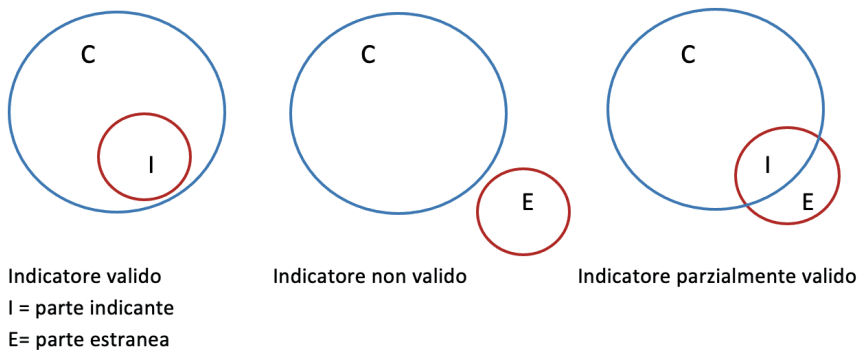 C
I
C
E
C
I
E
Indicatore valido
I = parte indicante
E= parte estranea
Indicatore non valido
Indicatore parzialmente valido